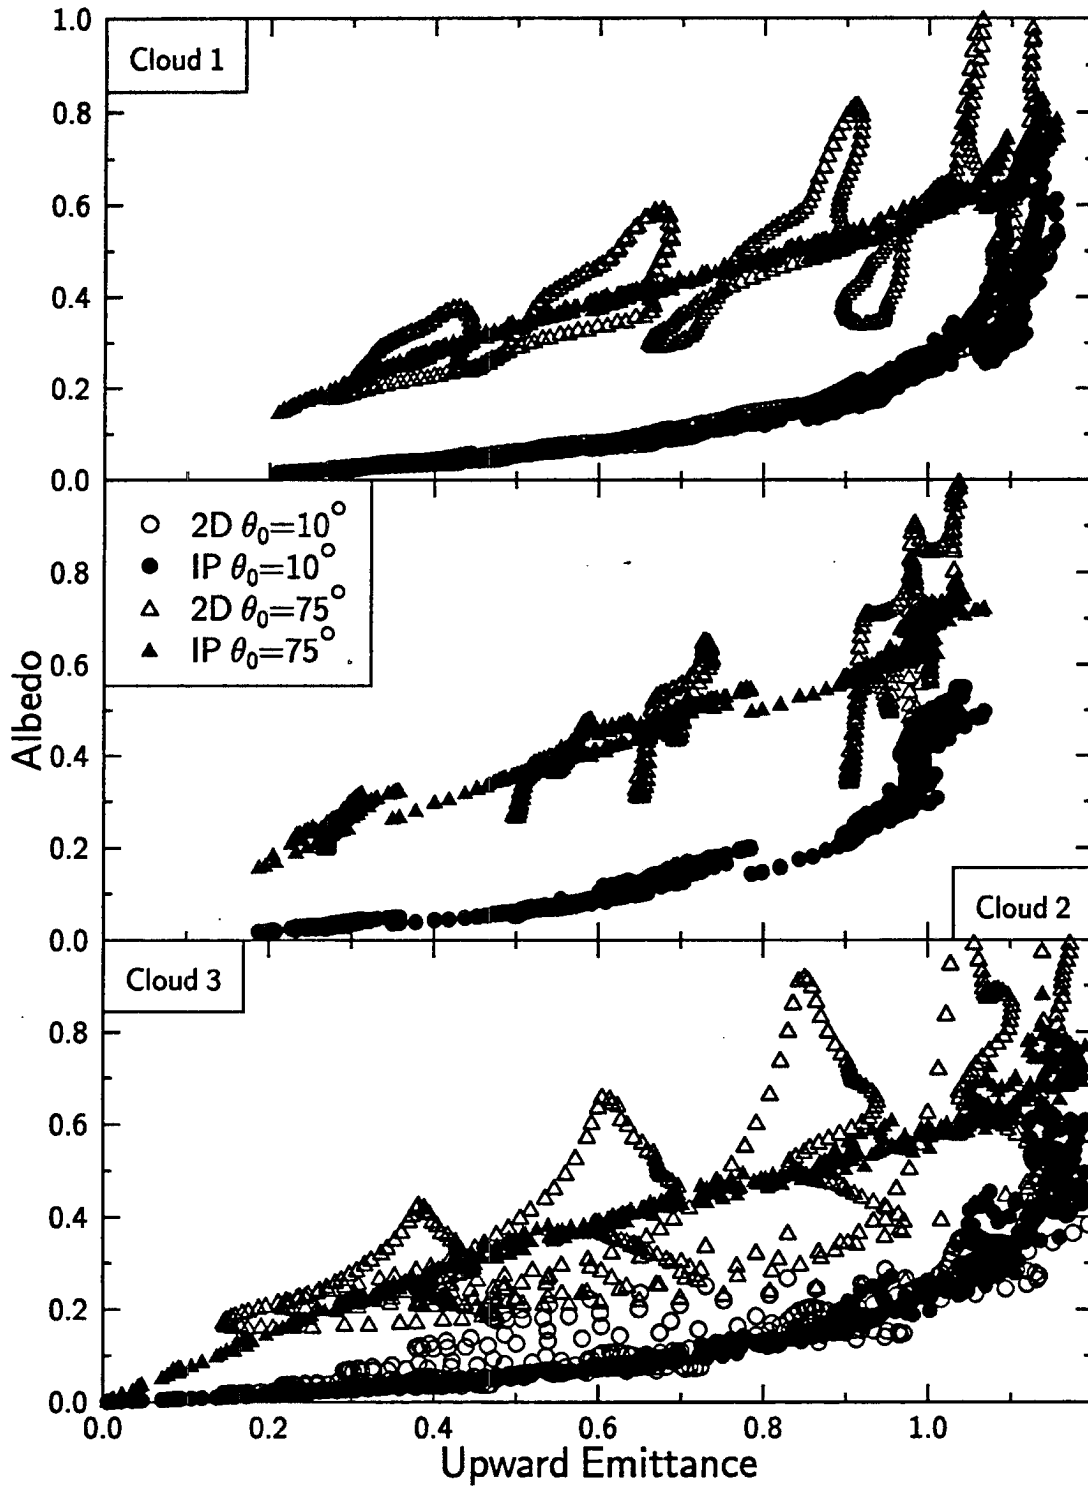 1.0
Cloud 1
0.8
0.6
0.4
0.2
0.0
2D θ₀=10°
IP θ₀=10°
2D θ₀=75°
IP θ₀=75°
0.8
0.6
0.4
0.2
0.0
Albedo
Cloud 2
Cloud 3
0.8
0.6
0.4
0.2
0.0
0.0 0.2 0.4 0.6 0.8 1.0
Upward Emittance